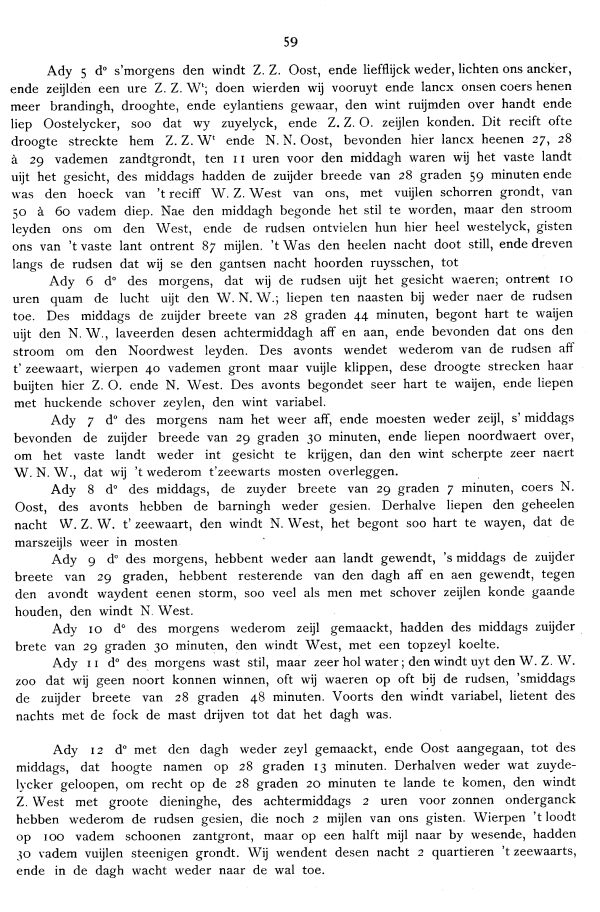 59
Ady 5 d° s'morgens den windt Z. Z. Oost, ende lieffllijck weder, lichten ons ancker,
ende zeijlden een ure Z. Z. Wᵗ; doen wierden wij vooruyt ende lancx onsen coers henen
meer brandingh, drooghte, ende eylantiens gewaar, den wint ruijmden over handt ende
liep Oostelycker, soo dat wy zuyelyck, ende Z. Z. O. zeijlen konden. Dit recift ofte
droogte streckte hem Z. Z. Wᵗ ende N. N. Oost, bevonden hier lancx heenen 27, 28
à 29 vademen zandtgrondt, ten 11 uren voor den middagh waren wij het vaste landt
uijt het gesicht, des middags hadden de zuijder breede van 28 graden 59 minuten ende
was den hoeck van 't reciff W. Z. West van ons, met vuijlen schorren grondt, van
50 à 60 vadem diep. Nae den middagh begonde het stil te worden, maar den stroom
leyden ons om den West, ende de rudsen ontvielen hun hier heel westelyck, gisten
ons van 't vaste lant ontrent 87 mijlen. 't Was den heelen nacht doot still, ende dreven
langs de rudsen dat wij se den gantsen nacht hoorden ruysschen, tot
Ady 6 d° des morgens, dat wij de rudsen uijt het gesicht waeren; ontrent 10
uren quam de lucht uijt den W. N. W.; liepen ten naasten bij weder naer de rudsen
toe. Des middags de zuijder breete van 28 graden 44 minuten, begont hart te waijen
uijt den N. W., laveerden desen achtermiddagh aff en aan, ende bevonden dat ons den
stroom om den Noordwest leyden. Des avonts wendet wederom van de rudsen aff
t' zeewaart, wierpen 40 vademen gront maar vuijle klippen, dese droogte strecken haar
buijten hier Z. O. ende N. West. Des avonts begondet seer hart te waijen, ende liepen
met huckende schover zeylen, den wint variabel.
Ady 7 d° des morgens nam het weer aff, ende moesten weder zeijl, s' middags
bevonden de zuijder breede van 29 graden 30 minuten, ende liepen noordwaert over,
om het vaste landt weder int gesicht te krijgen, dan den wint scherpte zeer naert
W. N. W., dat wij 't wederom t'zeewarts mosten overleggen.
Ady 8 d° des middags, de zuyder breete van 29 graden 7 minuten, coers N.
Oost, des avonts hebben de barningh weder gesien. Derhalve liepen den geheelen
nacht W. Z. W. t' zeewaart, den windt N. West, het begont soo hart te wayen, dat de
marszeijls weer in mosten
Ady 9 d° des morgens, hebbent weder aan landt gewendt, 's middags de zuijder
breete van 29 graden, hebbent resterende van den dagh aff en aen gewendt, tegen
den avondt waydent eenen storm, soo veel als men met schover zeijlen konde gaande
houden, den windt N. West.
Ady 10 d° des morgens wederom zeijl gemaackt, hadden des middags zuijder
brete van 29 graden 30 minuten, den windt West, met een topzeyl koelte.
Ady 11 d° des morgens wast stil, maar zeer hol water; den windt uyt den W. Z. W.
zoo dat wij geen noort konnen winnen, oft wij waeren op oft bij de rudsen, 'smiddags
de zuijder breete van 28 graden 48 minuten. Voorts den windt variabel, lietent des
nachts met de fock de mast drijven tot dat het dagh was.
Ady 12 d° met den dagh weder zeyl gemaackt, ende Oost aangegaan, tot des
middags, dat hoogte namen op 28 graden 13 minuten. Derhalven weder wat zuyde-
lycker geloopen, om recht op de 28 graden 20 minuten te lande te komen, den windt
Z. West met groote dieninghe, des achtermiddags 2 uren voor zonnen onderganck
hebben wederom de rudsen gesien, die noch 2 mijlen van ons gisten. Wierpen 't loodt
op 100 vadem schoonen zantgront, maar op een halft mijl naar by wesende, hadden
30 vadem vuijlen steenigen grondt. Wij wendent desen nacht 2 quartieren 't zeewaarts,
ende in de dagh wacht weder naar de wal toe.